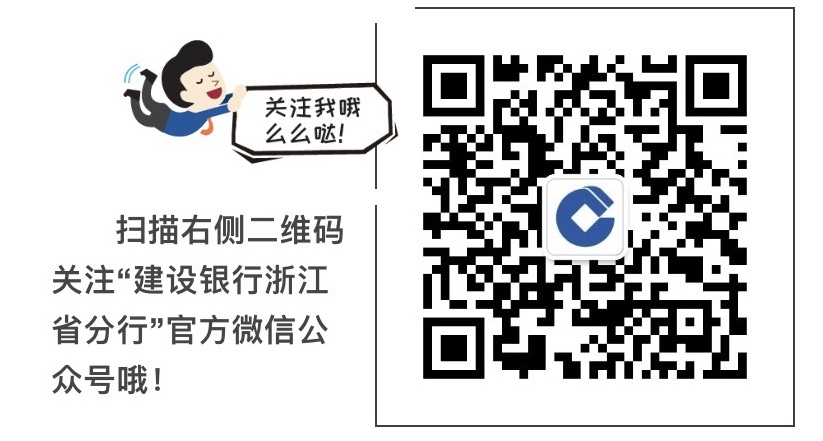 关注我哦
么么哒!
扫描右侧二维码
关注“建设银行浙江
省分行”官方微信公
众号哦!